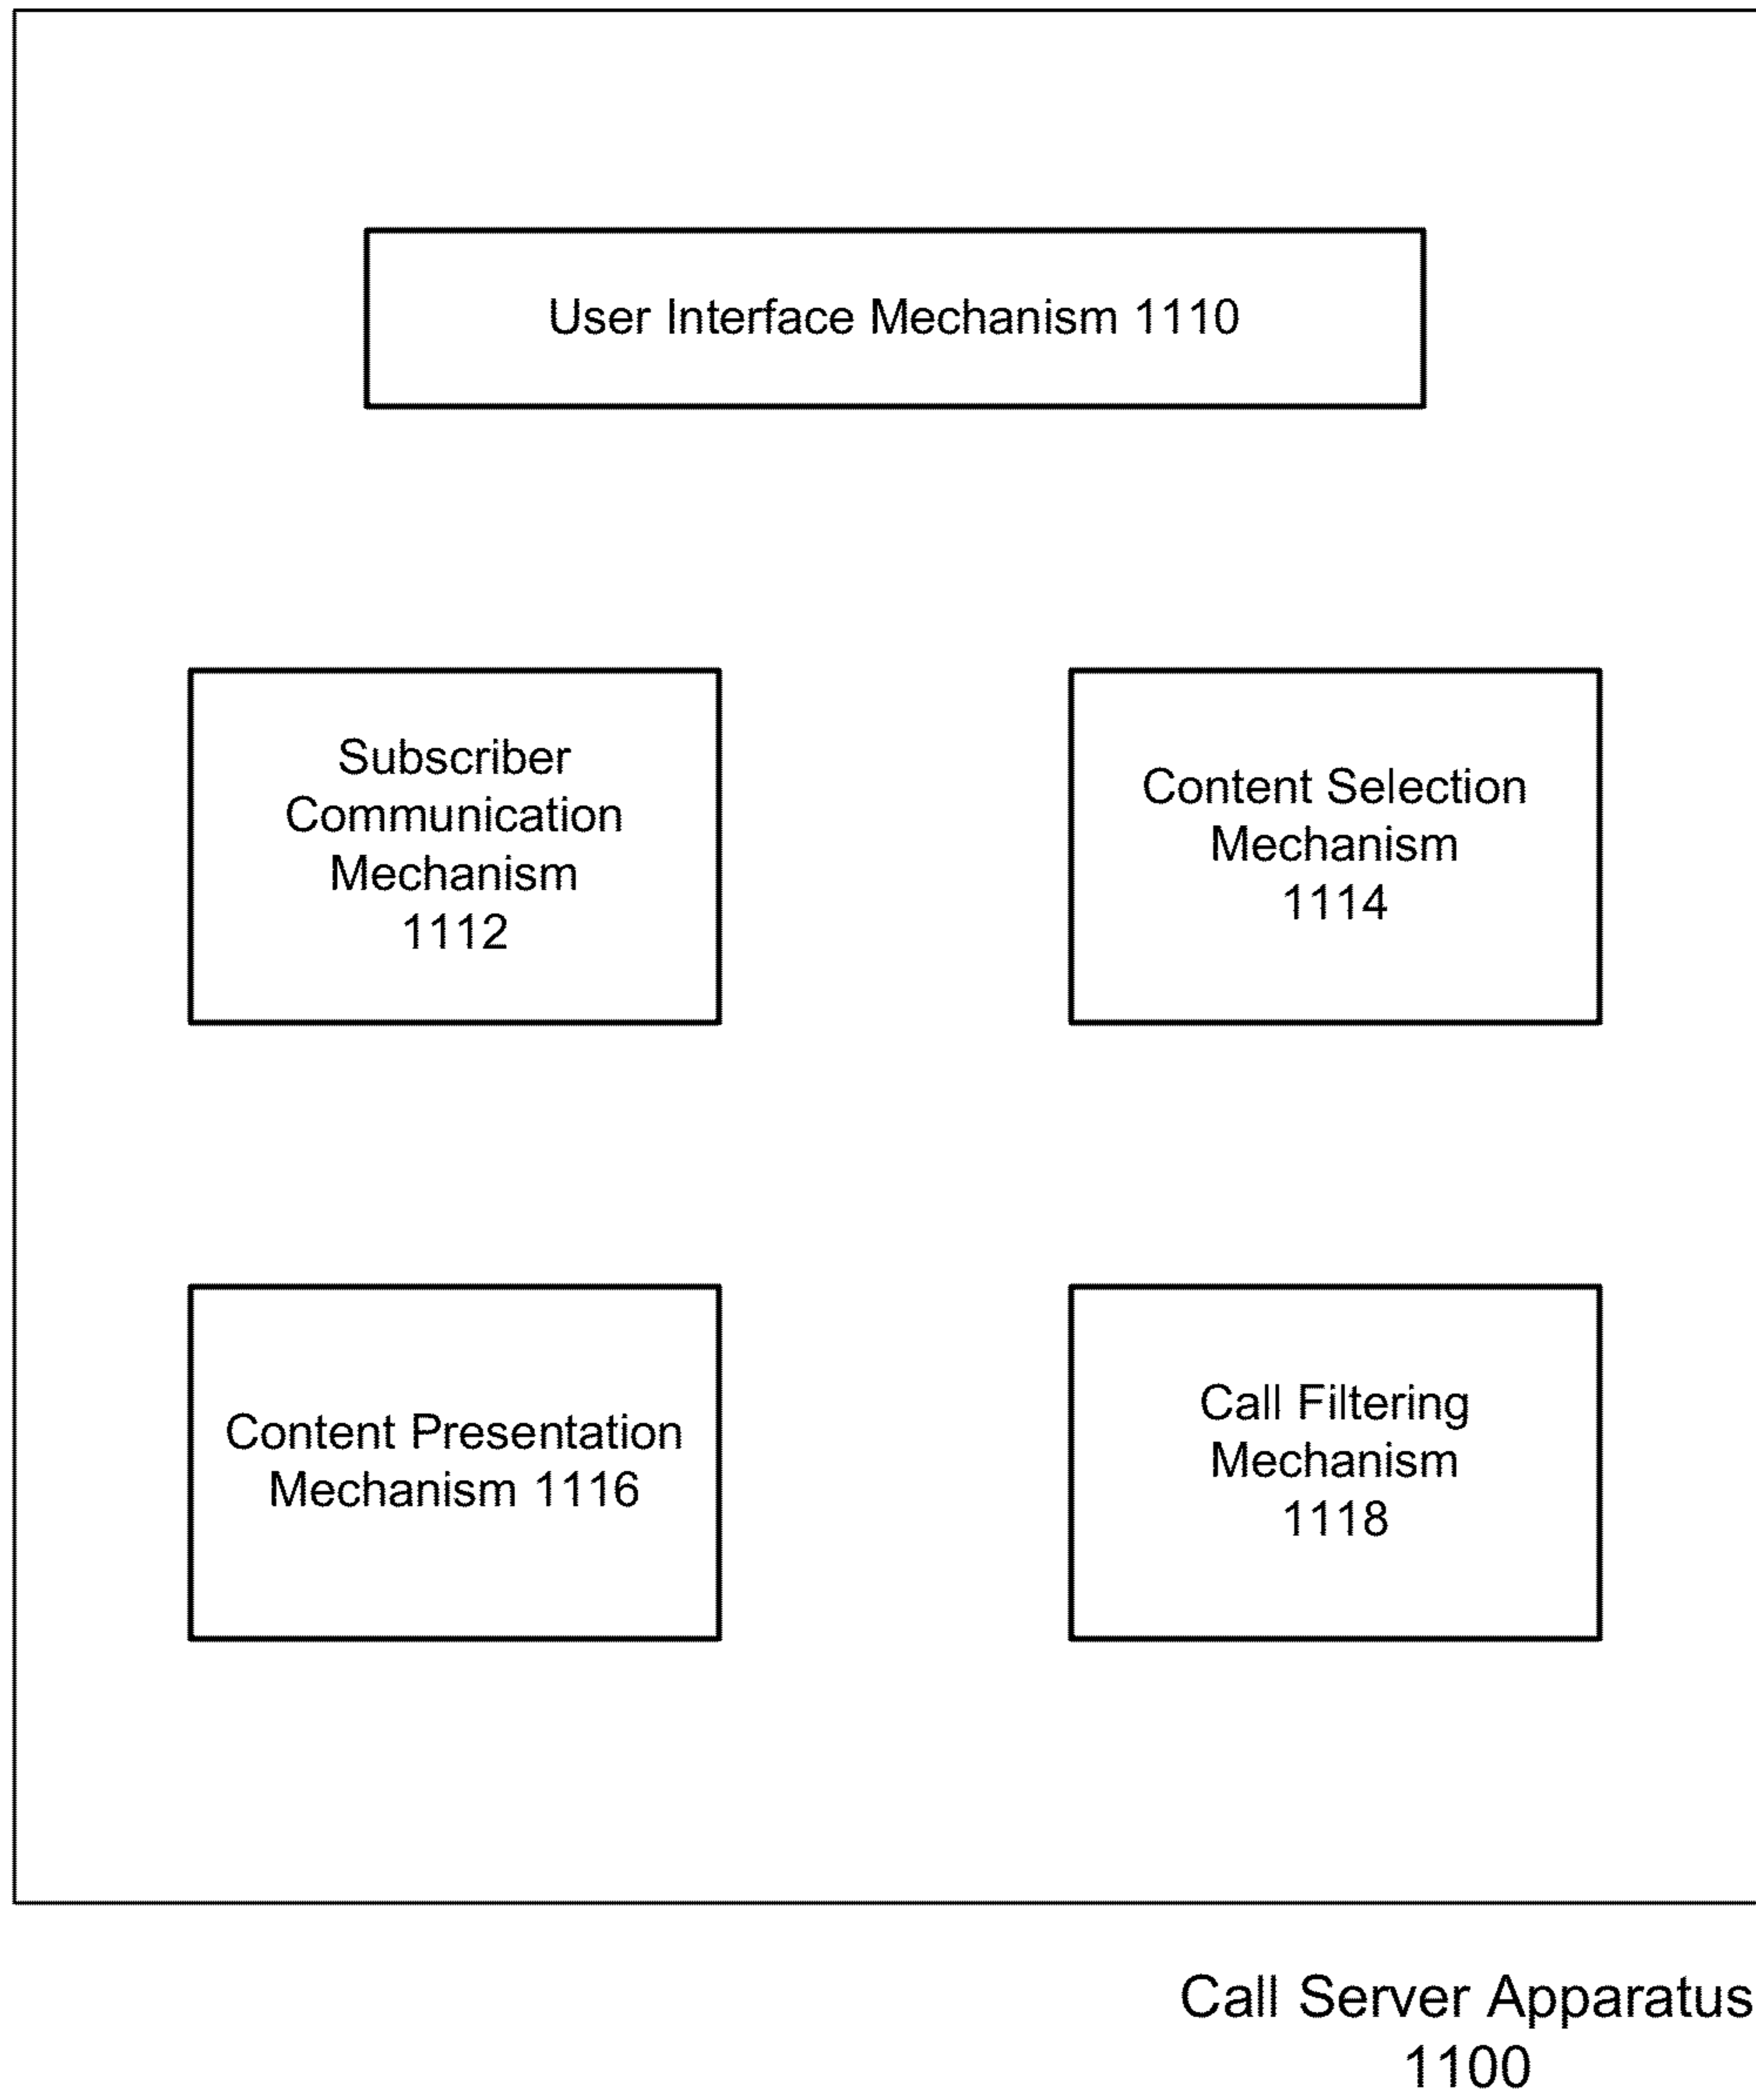 User Interface Mechanism 1110
Subscriber
Communication
Mechanism
1112
Content Selection
Mechanism
1114
Content Presentation
Mechanism 1116
Call Filtering
Mechanism
1118
Call Server Apparatus
1100